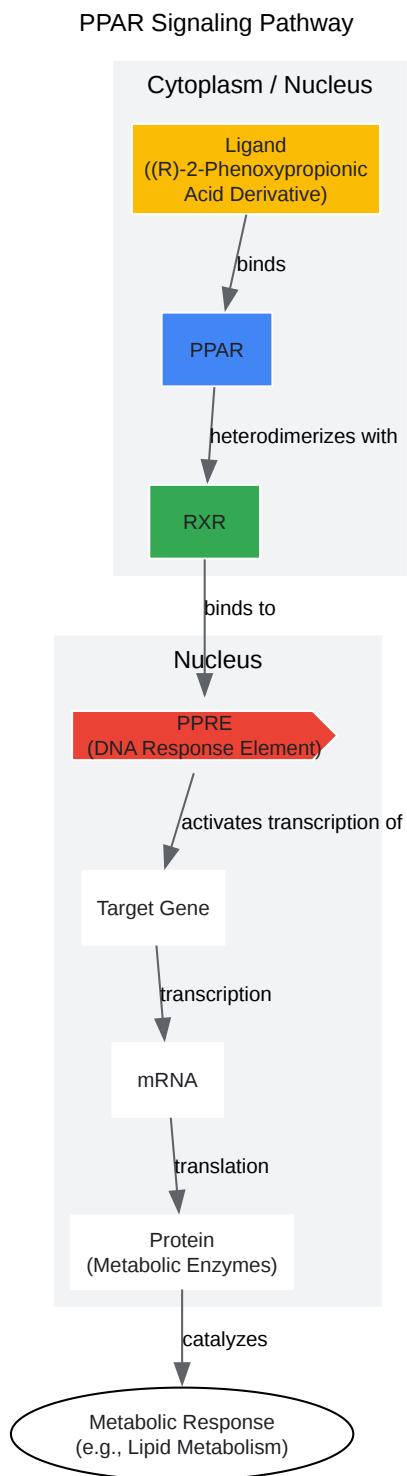 PPAR Signaling Pathway
Cytoplasm / Nucleus
Ligand
((R)-2-Phenoxypropionic
Acid Derivative)
binds
PPAR
heterodimerizes with
RXR
binds to
Nucleus
PPRE
(DNA Response Element)
activates transcription of
Target Gene
transcription
mRNA
translation
Protein
(Metabolic Enzymes)
catalyzes
Metabolic Response
(e.g., Lipid Metabolism)